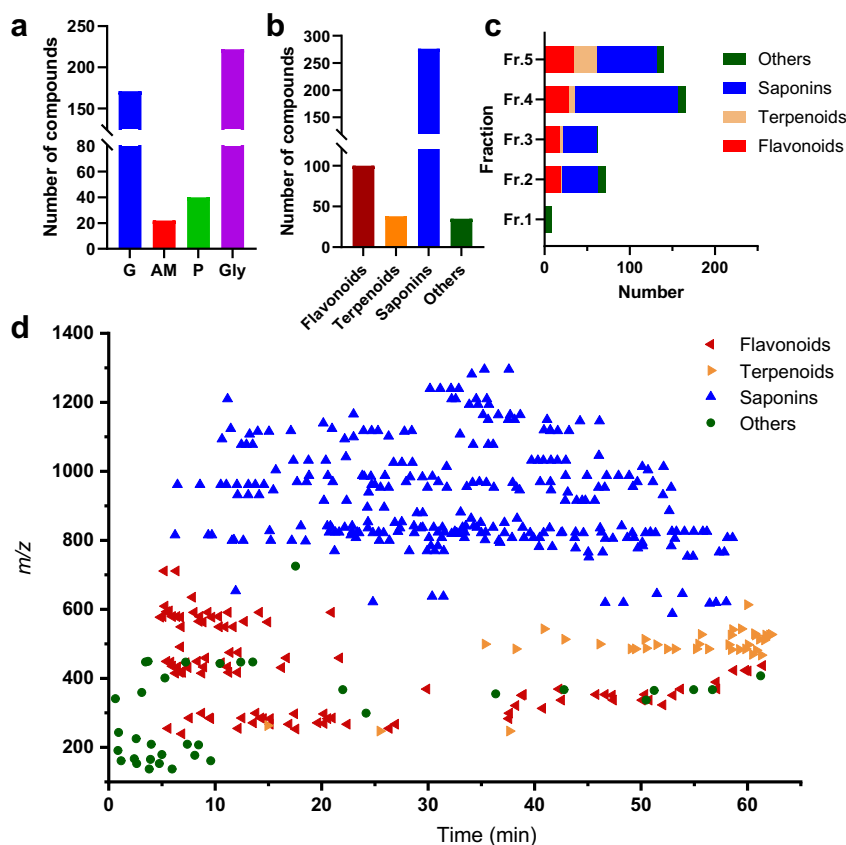 a
Number of compounds
250
200
150
80
60
40
20
0
G AM P Gly
b
Number of compounds
300
250
200
150
100
50
0
Flavonoids
Terpenoids
Saponins
Others
c
Fraction
Fr.5
Fr.4
Fr.3
Fr.2
Fr.1
0 100 200
Number
Others
Saponins
Terpenoids
Flavonoids
d
m/z
1400
1200
1000
800
600
400
200
0 10 20 30 40 50 60
Time (min)
Flavonoids
Terpenoids
Saponins
Others